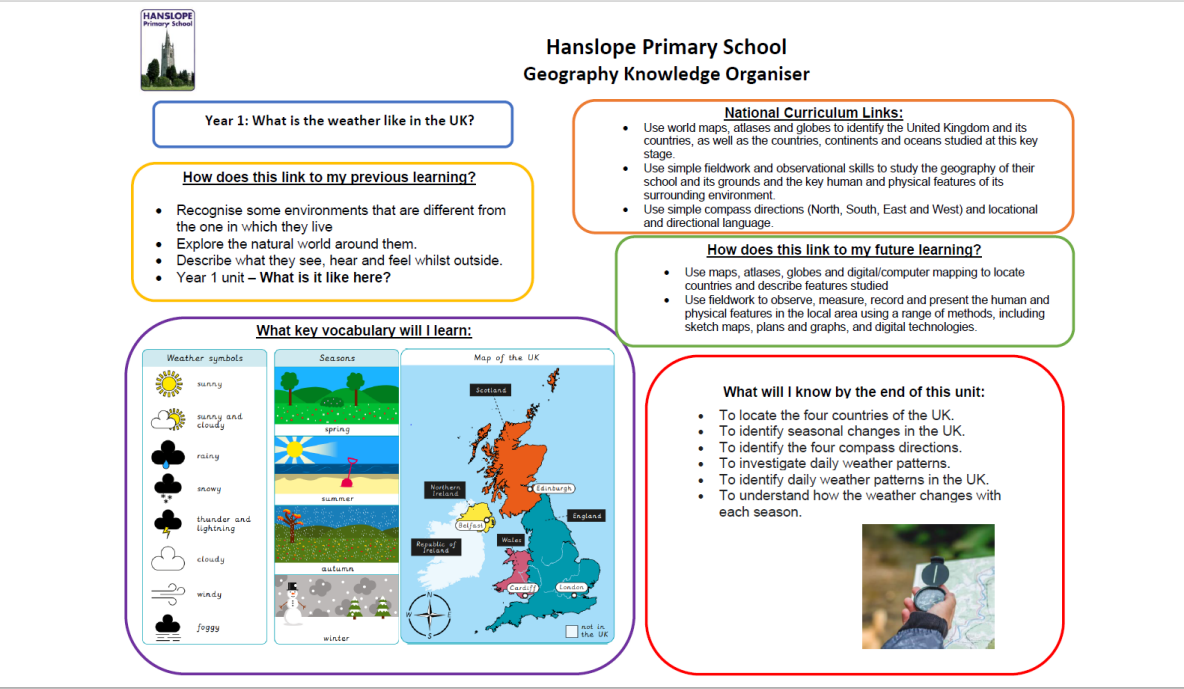 HANSLOPE
Primary School
Hanslope Primary School
Geography Knowledge Organiser
Year 1: What is the weather like in the UK?
How does this link to my previous learning?
• Recognise some environments that are different from
the one in which they live
• Explore the natural world around them.
• Describe what they see, hear and feel whilst outside.
• Year 1 unit – What is it like here?
National Curriculum Links:
• Use world maps, atlases and globes to identify the United Kingdom and its
countries, as well as the countries, continents and oceans studied at this key
stage.
• Use simple fieldwork and observational skills to study the geography of their
school and its grounds and the key human and physical features of its
surrounding environment.
• Use simple compass directions (North, South, East and West) and locational
and directional language.
How does this link to my future learning?
• Use maps, atlases, globes and digital/computer mapping to locate
countries and describe features studied
• Use fieldwork to observe, measure, record and present the human and
physical features in the local area using a range of methods, including
sketch maps, plans and graphs, and digital technologies.
What key vocabulary will I learn:
Weather symbols
sunny
sunny and
cloudy
rainy
snowy
thunder and
lightning
cloudy
windy
foggy
Seasons
spring
summer
autumn
winter
Map of the UK
Scotland
Edinburgh
Northern
Ireland
Belfast
England
Republic of
Ireland
Wales
Cardiff
London
N
W
E
S
not in
the UK
What will I know by the end of this unit:
• To locate the four countries of the UK.
• To identify seasonal changes in the UK.
• To identify the four compass directions.
• To investigate daily weather patterns.
• To identify daily weather patterns in the UK.
• To understand how the weather changes with
each season.